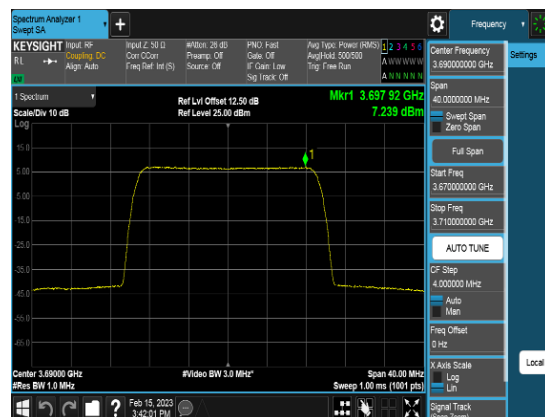 Spectrum Analyzer 1
Swept SA
+
Frequency
KEYSIGHT
Input: RF
Coupling: DC
Align: Auto
Input Z: 50 Ω
Corr CCorr
Freq Ref: Int (S)
#Atten: 26 dB
Preamp: Off
Source: Off
PNO: Fast
Gate: Off
IF Gain: Low
Sig Track: Off
Avg Type: Power (RMS)
Avg|Hold: 500/500
Trig: Free Run
1 2 3 4 5 6
A W W W W W
A N N N N N
1 Spectrum
Scale/Div 10 dB
Log
Ref Lvl Offset 12.50 dB
Ref Level 25.00 dBm
Mkr1 3.697 92 GHz
7.239 dBm
1
15.0
5.00
-5.00
-15.0
-25.0
-35.0
-45.0
-55.0
-65.0
Center 3.69000 GHz
#Res BW 1.0 MHz
#Video BW 3.0 MHz*
Span 40.00 MHz
Sweep 1.00 ms (1001 pts)
Feb 15, 2023
3:42:01 PM
Center Frequency
3.690000000 GHz
Span
40.0000000 MHz
Swept Span
Zero Span
Full Span
Start Freq
3.670000000 GHz
Stop Freq
3.710000000 GHz
AUTO TUNE
CF Step
4.000000 MHz
Auto
Man
Freq Offset
0 Hz
X Axis Scale
Log
Lin
Signal Track
(Span Zoom)
Settings
Local